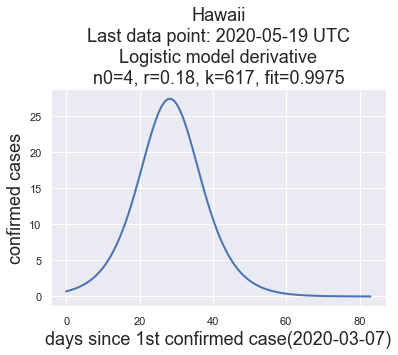 Hawaii
Last data point: 2020-05-19 UTC
Logistic model derivative
n0=4, r=0.18, k=617, fit=0.9975
confirmed cases
25
20
15
10
5
0
0 20 40 60 80
days since 1st confirmed case(2020-03-07)